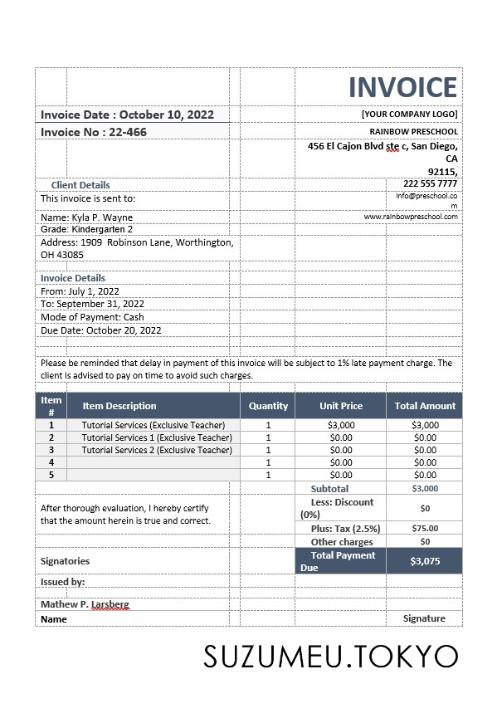 INVOICE
Invoice Date : October 10, 2022
[YOUR COMPANY LOGO]
Invoice No : 22-466
RAINBOW PRESCHOOL
456 El Cajon Blvd ste c, San Diego,
CA
92115,
Client Details
222 555 7777
This invoice is sent to:
Info@preschool.co
m
Name: Kyla P. Wayne
www.rainbowpreschool.com
Grade: Kindergarten 2
Address: 1909 Robinson Lane, Worthington,
OH 43085
Invoice Details
From: July 1, 2022
To: September 31, 2022
Mode of Payment: Cash
Due Date: October 20, 2022
Please be reminded that delay in payment of this invoice will be subject to 1% late payment charge. The
client is advised to pay on time to avoid such charges.
Item # Item Description Quantity Unit Price Total Amount
1 Tutorial Services (Exclusive Teacher) 1 $3,000 $3,000
2 Tutorial Services 1 (Exclusive Teacher) 1 $0.00 $0.00
3 Tutorial Services 2 (Exclusive Teacher) 1 $0.00 $0.00
4 1 $0.00 $0.00
5 1 $0.00 $0.00
Subtotal $3,000
After thorough evaluation, I hereby certify
that the amount herein is true and correct.
Less: Discount
(0%) $0
Plus: Tax (2.5%) $75.00
Other charges $0
Signatories
Total Payment
Due $3,075
Issued by:
Mathew P. Larsberg
Name Signature
SUZUMEU.TOKYO